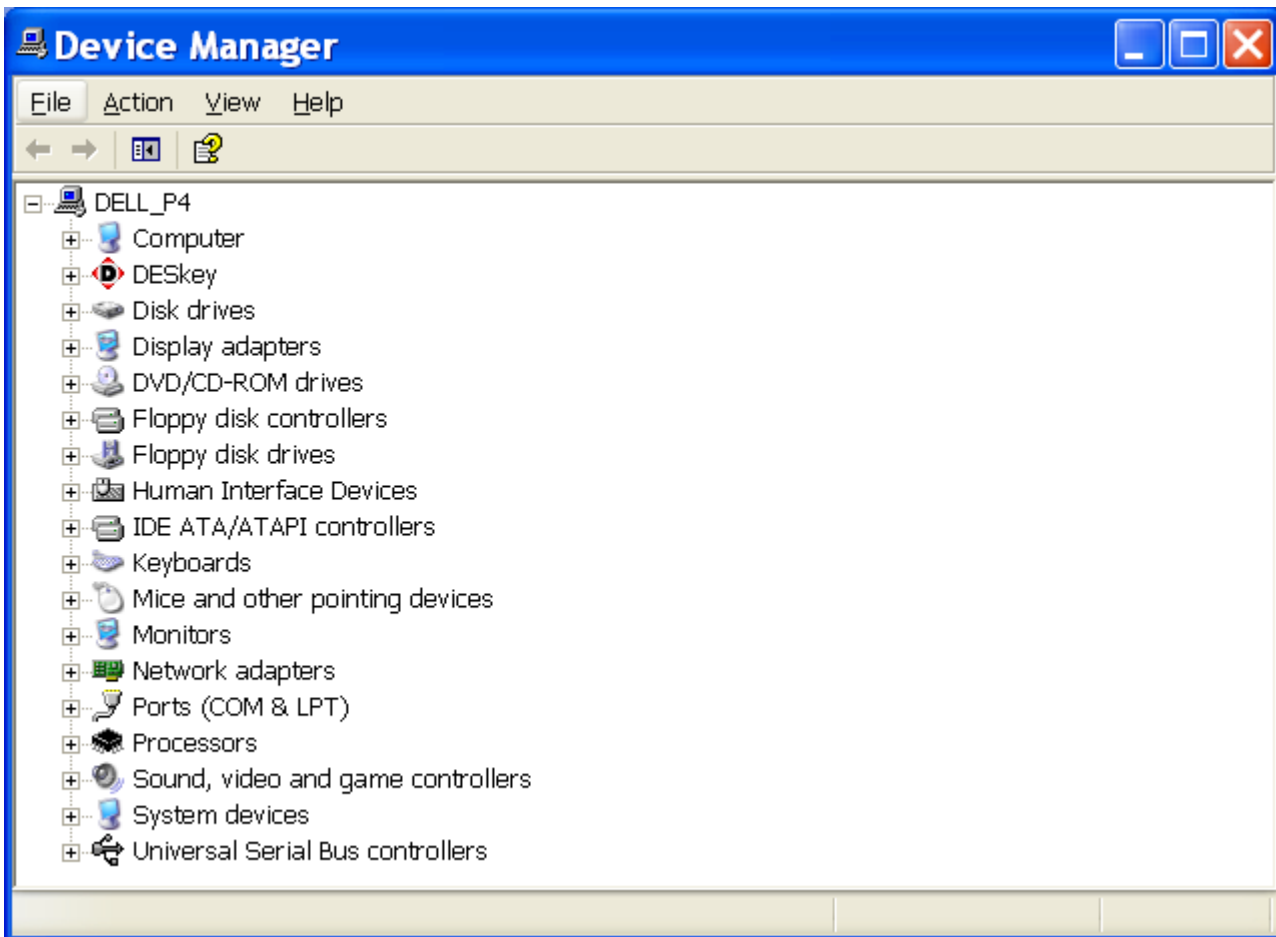 Device Manager
File Action View Help
DELL_P4
Computer
DESkey
Disk drives
Display adapters
DVD/CD-ROM drives
Floppy disk controllers
Floppy disk drives
Human Interface Devices
IDE ATA/ATAPI controllers
Keyboards
Mice and other pointing devices
Monitors
Network adapters
Ports (COM & LPT)
Processors
Sound, video and game controllers
System devices
Universal Serial Bus controllers